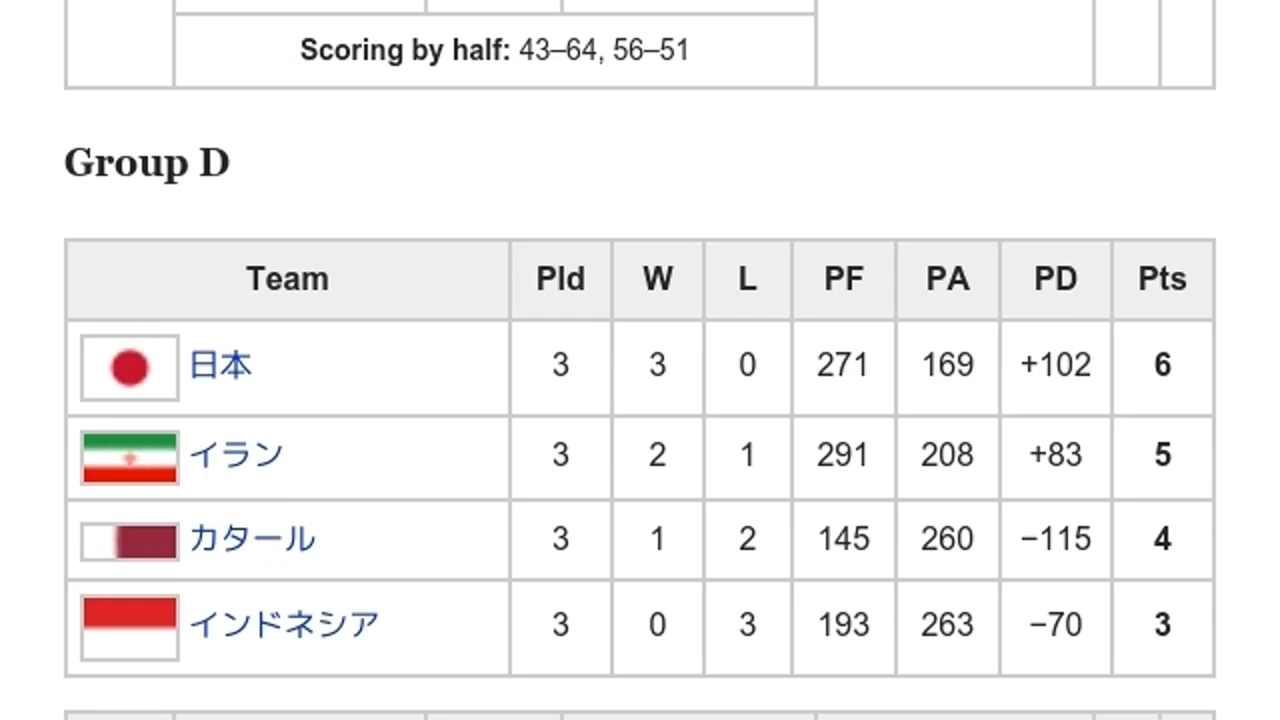 Scoring by half: 43–64, 56–51
Group D
Team Pld W L PF PA PD Pts
日本 3 3 0 271 169 +102 6
イラン 3 2 1 291 208 +83 5
カタール 3 1 2 145 260 −115 4
インドネシア 3 0 3 193 263 −70 3